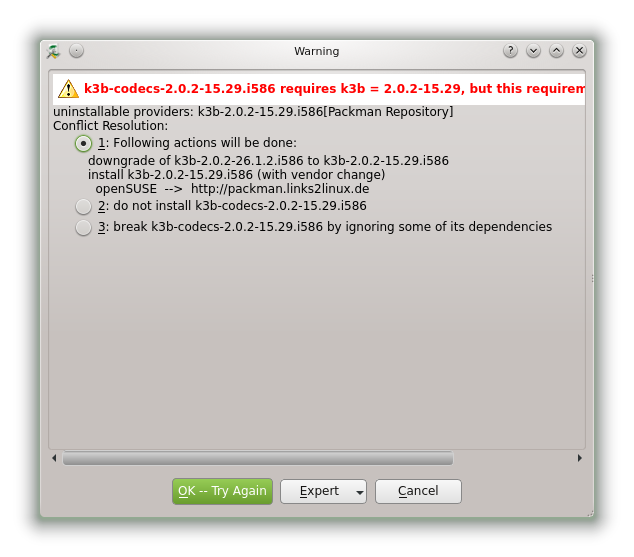 Warning
k3b-codecs-2.0.2-15.29.i586 requires k3b = 2.0.2-15.29, but this requirem
uninstallable providers: k3b-2.0.2-15.29.i586[Packman Repository]
Conflict Resolution:
1: Following actions will be done:
downgrade of k3b-2.0.2-26.1.2.i586 to k3b-2.0.2-15.29.i586
install k3b-2.0.2-15.29.i586 (with vendor change)
openSUSE --> http://packman.links2linux.de
2: do not install k3b-codecs-2.0.2-15.29.i586
3: break k3b-codecs-2.0.2-15.29.i586 by ignoring some of its dependencies
OK -- Try Again Expert Cancel